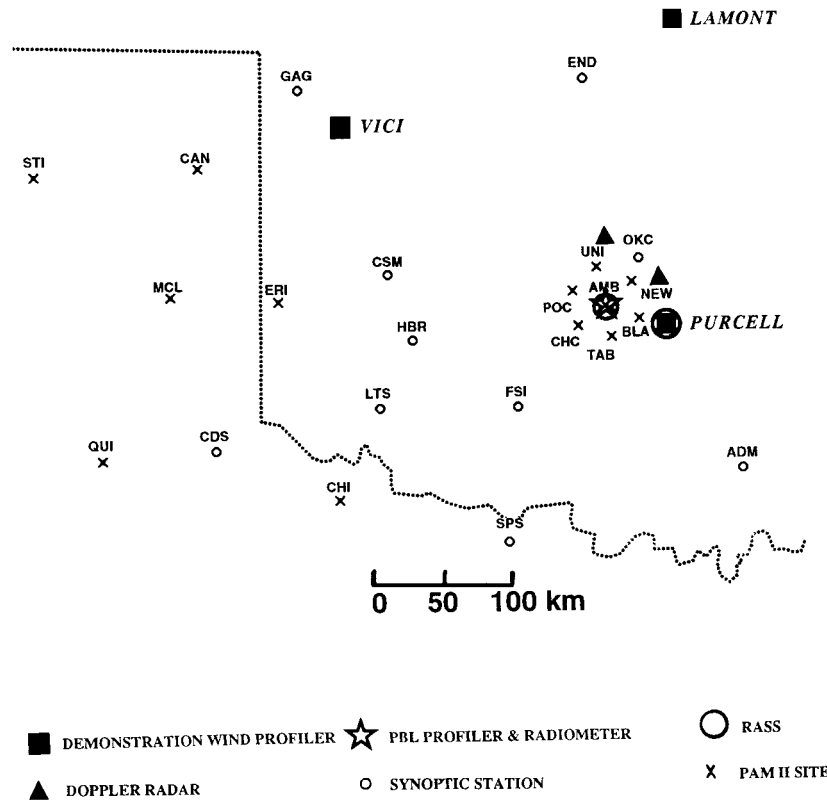 LAMONT
END
GAG
VICI
CAN
STI
UNI
OKC
CSM
MCL
ERI
AMB
NEW
POC
HBR
BLA
PURCELL
CHC
TAB
LTS
FSI
QUI
CDS
ADM
CHI
SPS
0 50 100 km
DEMONSTRATION WIND PROFILER
PBL PROFILER & RADIOMETER
RASS
DOPPLER RADAR
SYNOPTIC STATION
PAM II SITE